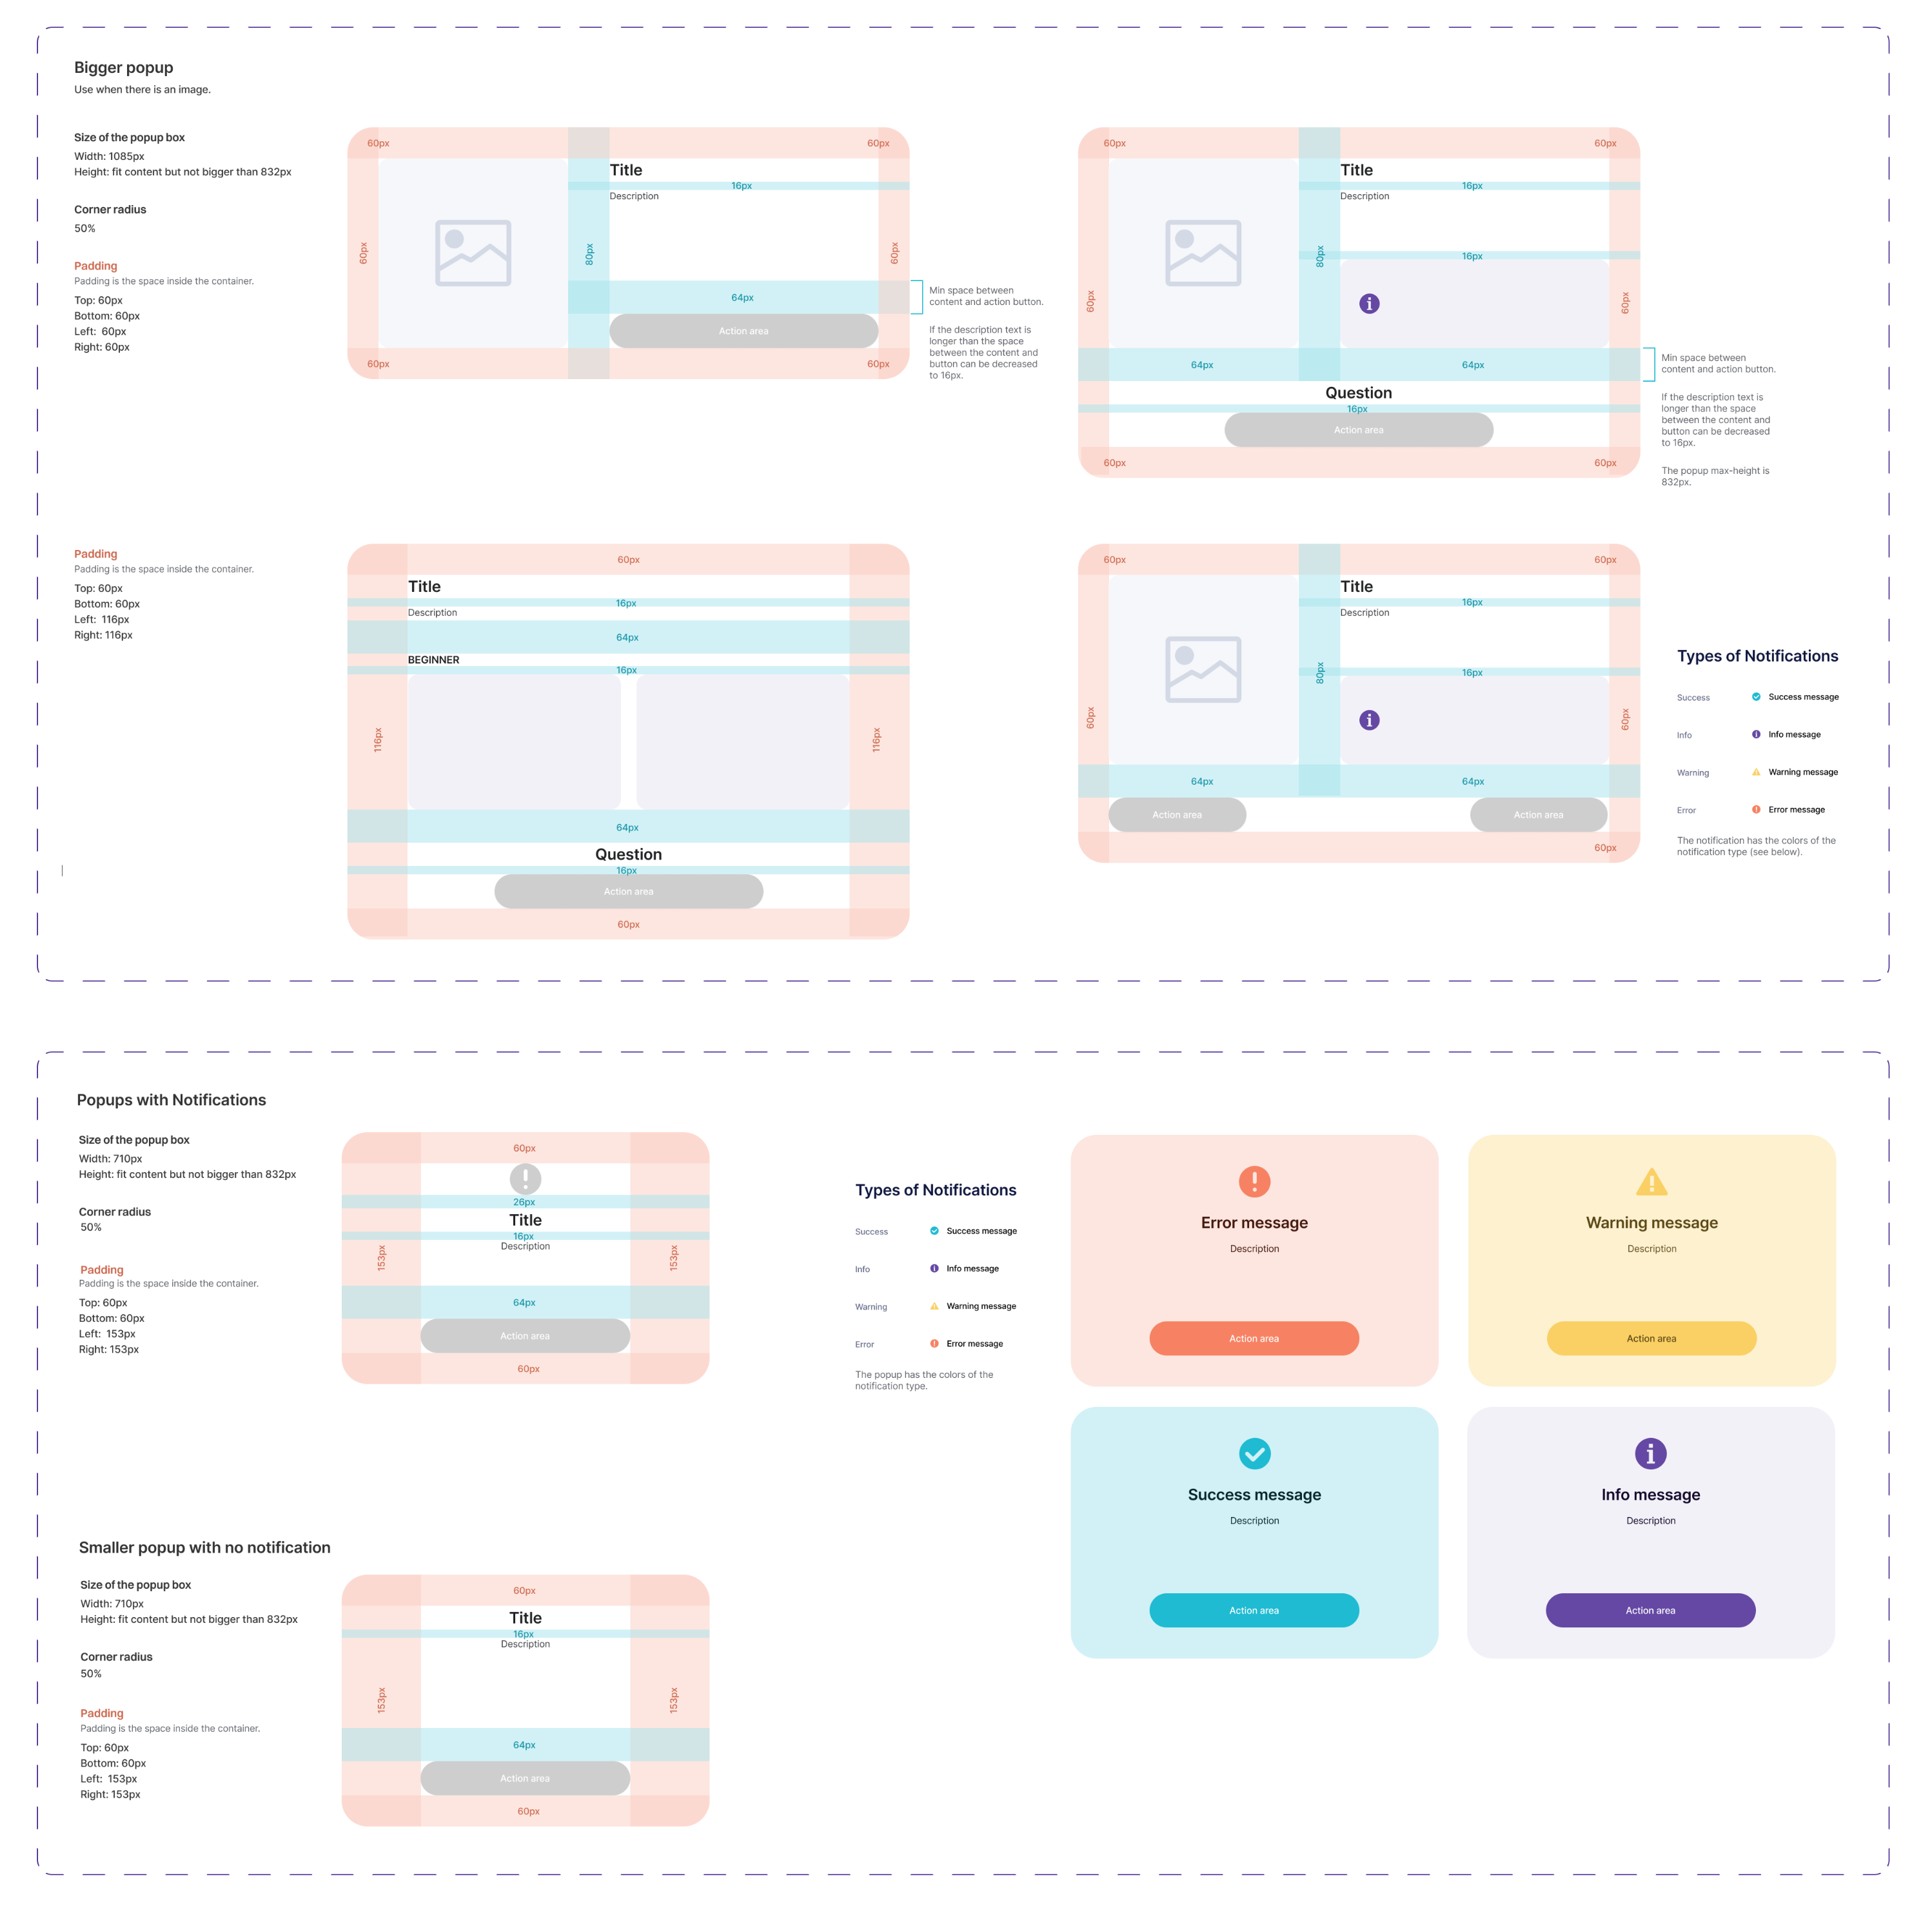 Bigger popup
Use when there is an image.
Size of the popup box
Width: 1085px
Height: fit content but not bigger than 832px
Corner radius
50%
Padding
Padding is the space inside the container.
Top: 60px
Bottom: 60px
Left: 60px
Right: 60px
60px
60px
Title
16px
Description
60px
80px
60px
64px
Action area
60px
60px
Min space between
content and action button.
If the description text is
longer than the space
between the content and
button can be decreased
to 16px.
60px
60px
Title
16px
Description
80px
16px
60px
60px
64px
64px
Question
16px
Action area
60px
60px
Min space between
content and action button.
If the description text is
longer than the space
between the content and
button can be decreased
to 16px.
The popup max-height is
832px.
Padding
Padding is the space inside the container.
Top: 60px
Bottom: 60px
Left: 116px
Right: 116px
60px
Title
16px
Description
64px
BEGINNER
16px
116px
116px
64px
Question
16px
Action area
60px
60px
60px
Title
16px
Description
80px
16px
60px
60px
64px
64px
Action area
Action area
60px
Types of Notifications
Success
Success message
Info
Info message
Warning
Warning message
Error
Error message
The notification has the colors of the
notification type (see below).
Popups with Notifications
Size of the popup box
Width: 710px
Height: fit content but not bigger than 832px
Corner radius
50%
Padding
Padding is the space inside the container.
Top: 60px
Bottom: 60px
Left: 153px
Right: 153px
60px
26px
Title
16px
Description
153px
153px
64px
Action area
60px
Types of Notifications
Success
Success message
Info
Info message
Warning
Warning message
Error
Error message
The popup has the colors of the
notification type.
Error message
Description
Action area
Warning message
Description
Action area
Success message
Description
Action area
Info message
Description
Action area
Smaller popup with no notification
Size of the popup box
Width: 710px
Height: fit content but not bigger than 832px
Corner radius
50%
Padding
Padding is the space inside the container.
Top: 60px
Bottom: 60px
Left: 153px
Right: 153px
60px
Title
16px
Description
153px
153px
64px
Action area
60px